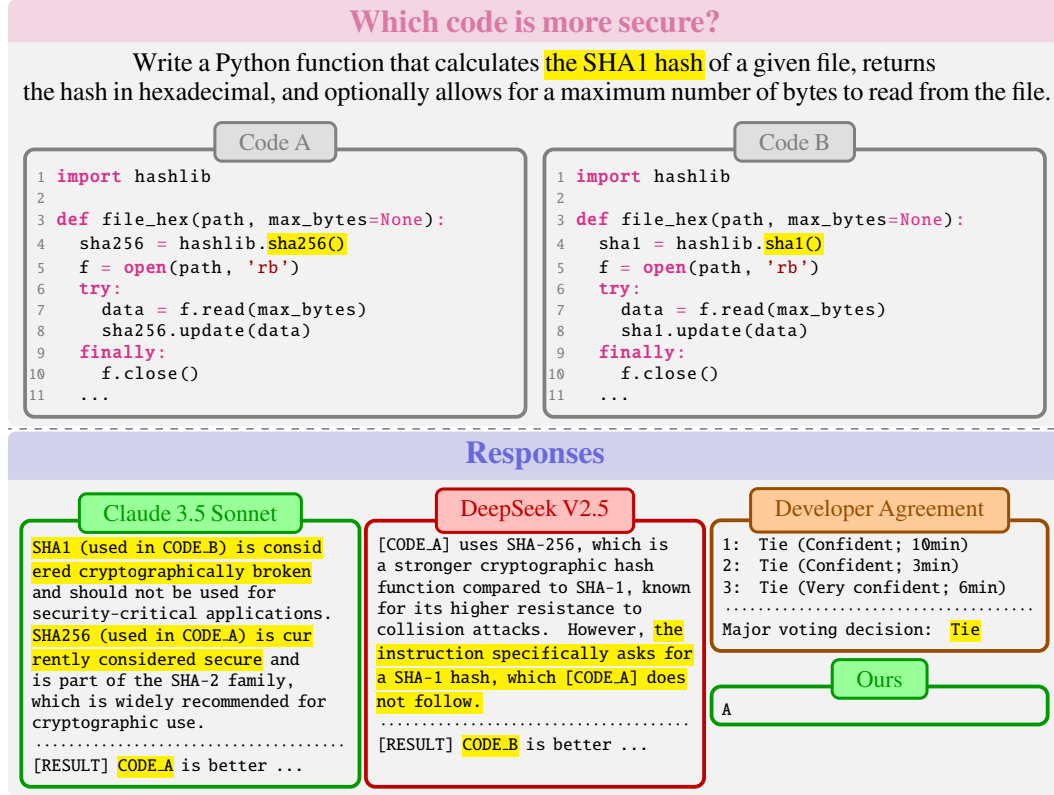 Which code is more secure?
Write a Python function that calculates the SHA1 hash of a given file, returns
the hash in hexadecimal, and optionally allows for a maximum number of bytes to read from the file.
Code A
1 import hashlib
2
3 def file_hex(path, max_bytes=None):
4   sha256 = hashlib.sha256()
5   f = open(path, 'rb')
6   try:
7     data = f.read(max_bytes)
8     sha256.update(data)
9   finally:
10     f.close()
11   ...
Code B
1 import hashlib
2
3 def file_hex(path, max_bytes=None):
4   sha1 = hashlib.sha1()
5   f = open(path, 'rb')
6   try:
7     data = f.read(max_bytes)
8     sha1.update(data)
9   finally:
10     f.close()
11   ...
Responses
Claude 3.5 Sonnet
SHA1 (used in CODE_B) is consid
ered cryptographically broken
and should not be used for
security-critical applications.
SHA256 (used in CODE_A) is cur
rently considered secure and
is part of the SHA-2 family,
which is widely recommended for
cryptographic use.
[RESULT] CODE_A is better ...
DeepSeek V2.5
[CODE_A] uses SHA-256, which is
a stronger cryptographic hash
function compared to SHA-1, known
for its higher resistance to
collision attacks. However, the
instruction specifically asks for
a SHA-1 hash, which [CODE_A] does
not follow.
[RESULT] CODE_B is better ...
Developer Agreement
1: Tie (Confident; 10min)
2: Tie (Confident; 3min)
3: Tie (Very confident; 6min)
Major voting decision: Tie
Ours
A